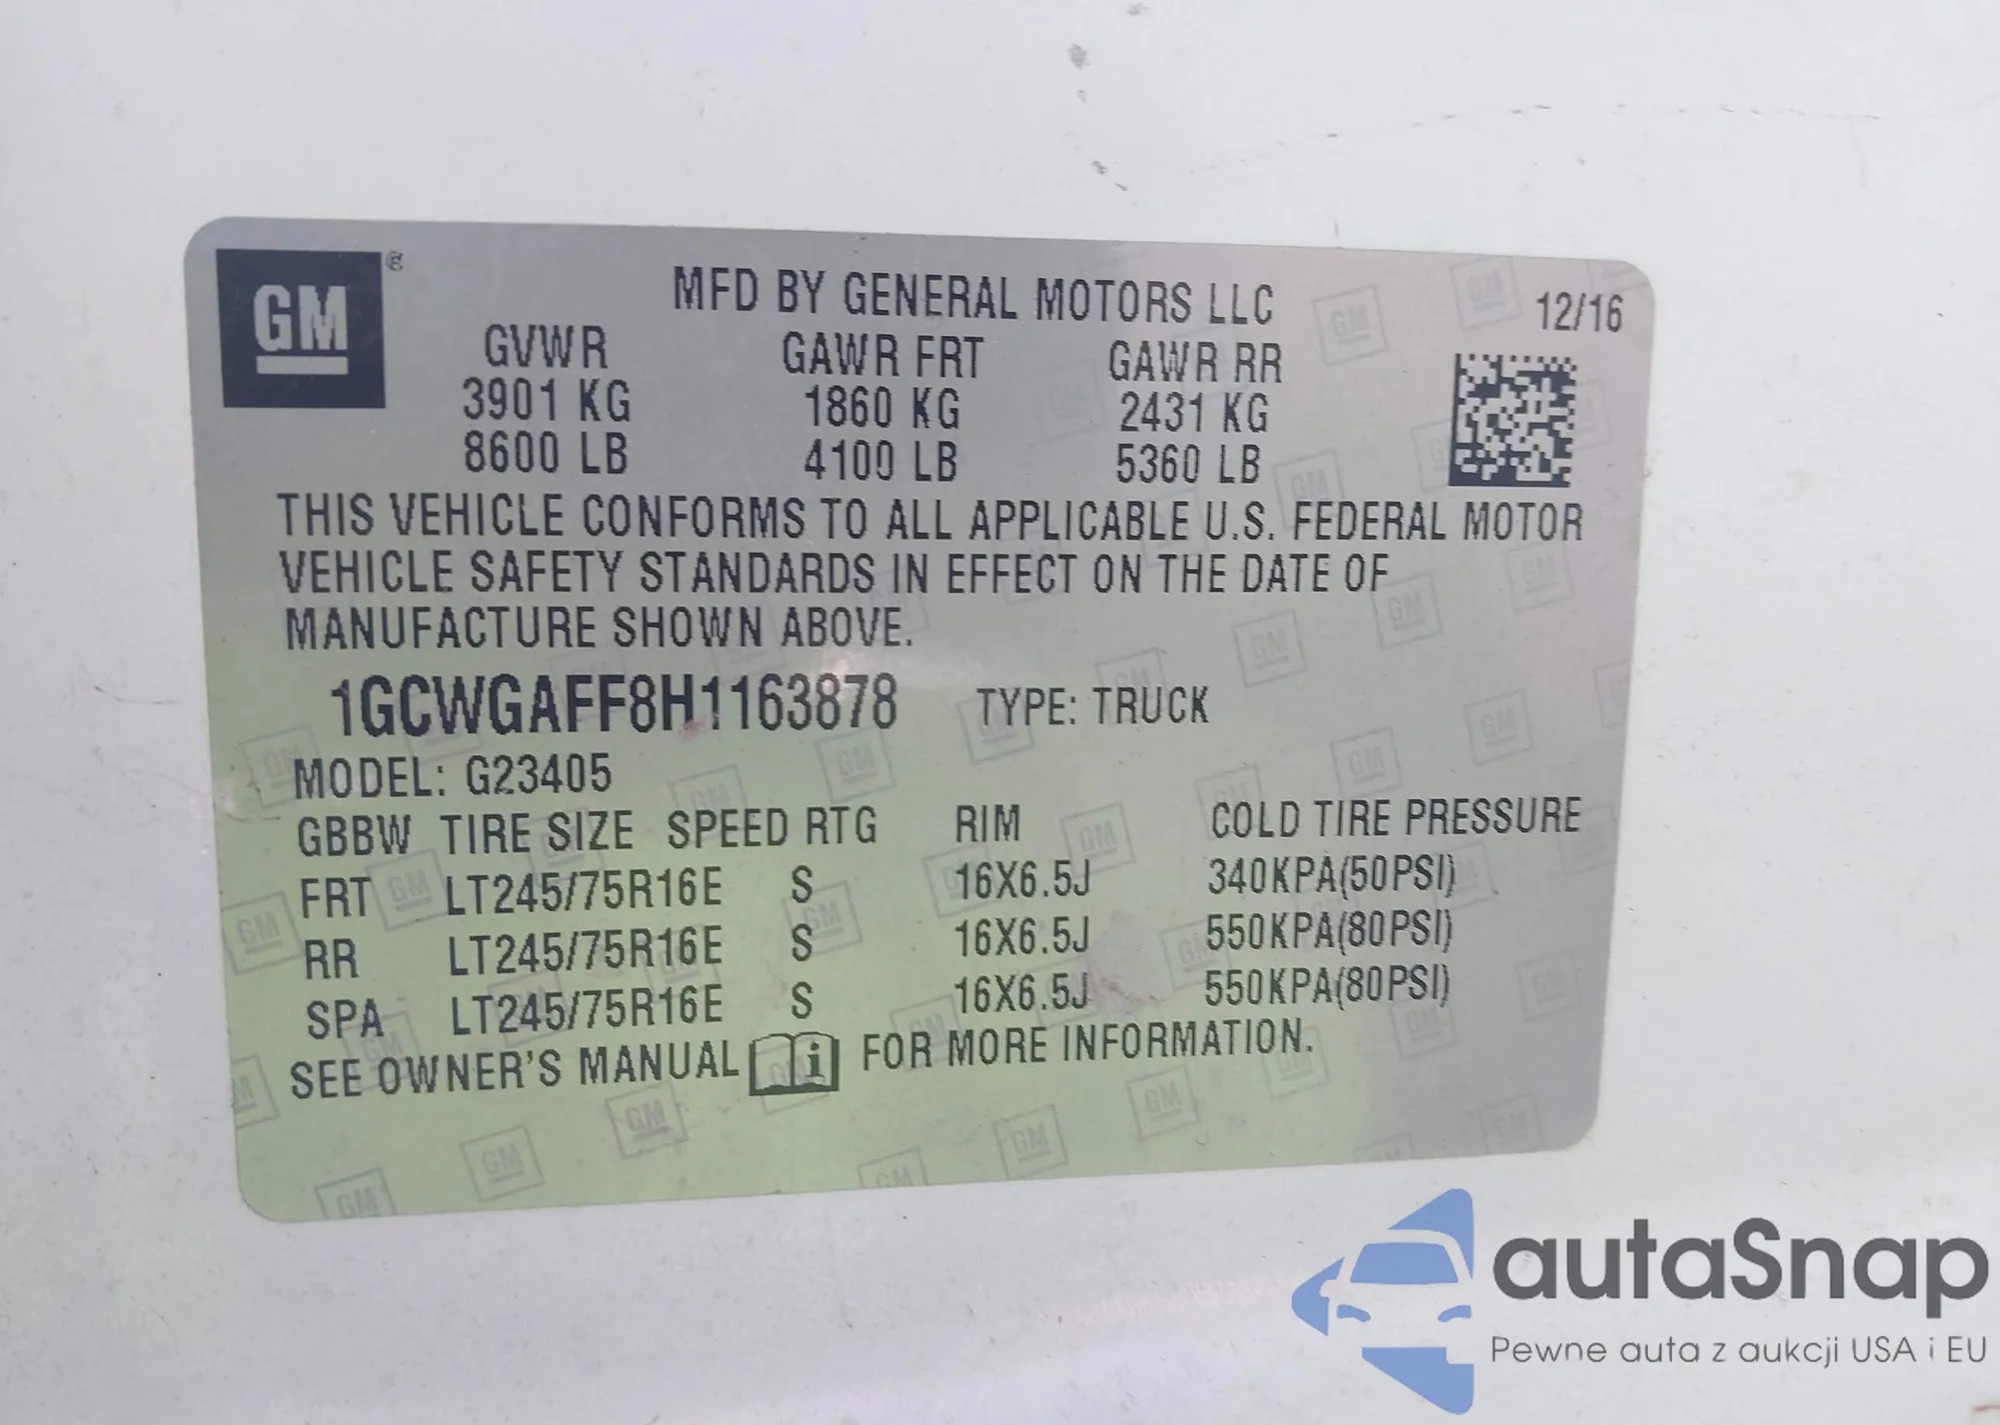 GM ®
MFD BY GENERAL MOTORS LLC 12/16
GVWR GAWR FRT GAWR RR
3901 KG 1860 KG 2431 KG
8600 LB 4100 LB 5360 LB
THIS VEHICLE CONFORMS TO ALL APPLICABLE U.S. FEDERAL MOTOR
VEHICLE SAFETY STANDARDS IN EFFECT ON THE DATE OF
MANUFACTURE SHOWN ABOVE.
1GCWGAFF8H1163878 TYPE: TRUCK
MODEL: G23405
GBBW TIRE SIZE SPEED RTG RIM COLD TIRE PRESSURE
FRT LT245/75R16E S 16X6.5J 340KPA(50PSI)
RR LT245/75R16E S 16X6.5J 550KPA(80PSI)
SPA LT245/75R16E S 16X6.5J 550KPA(80PSI)
SEE OWNER'S MANUAL i FOR MORE INFORMATION.
autaSnap
Pewne auta z aukcji USA i EU